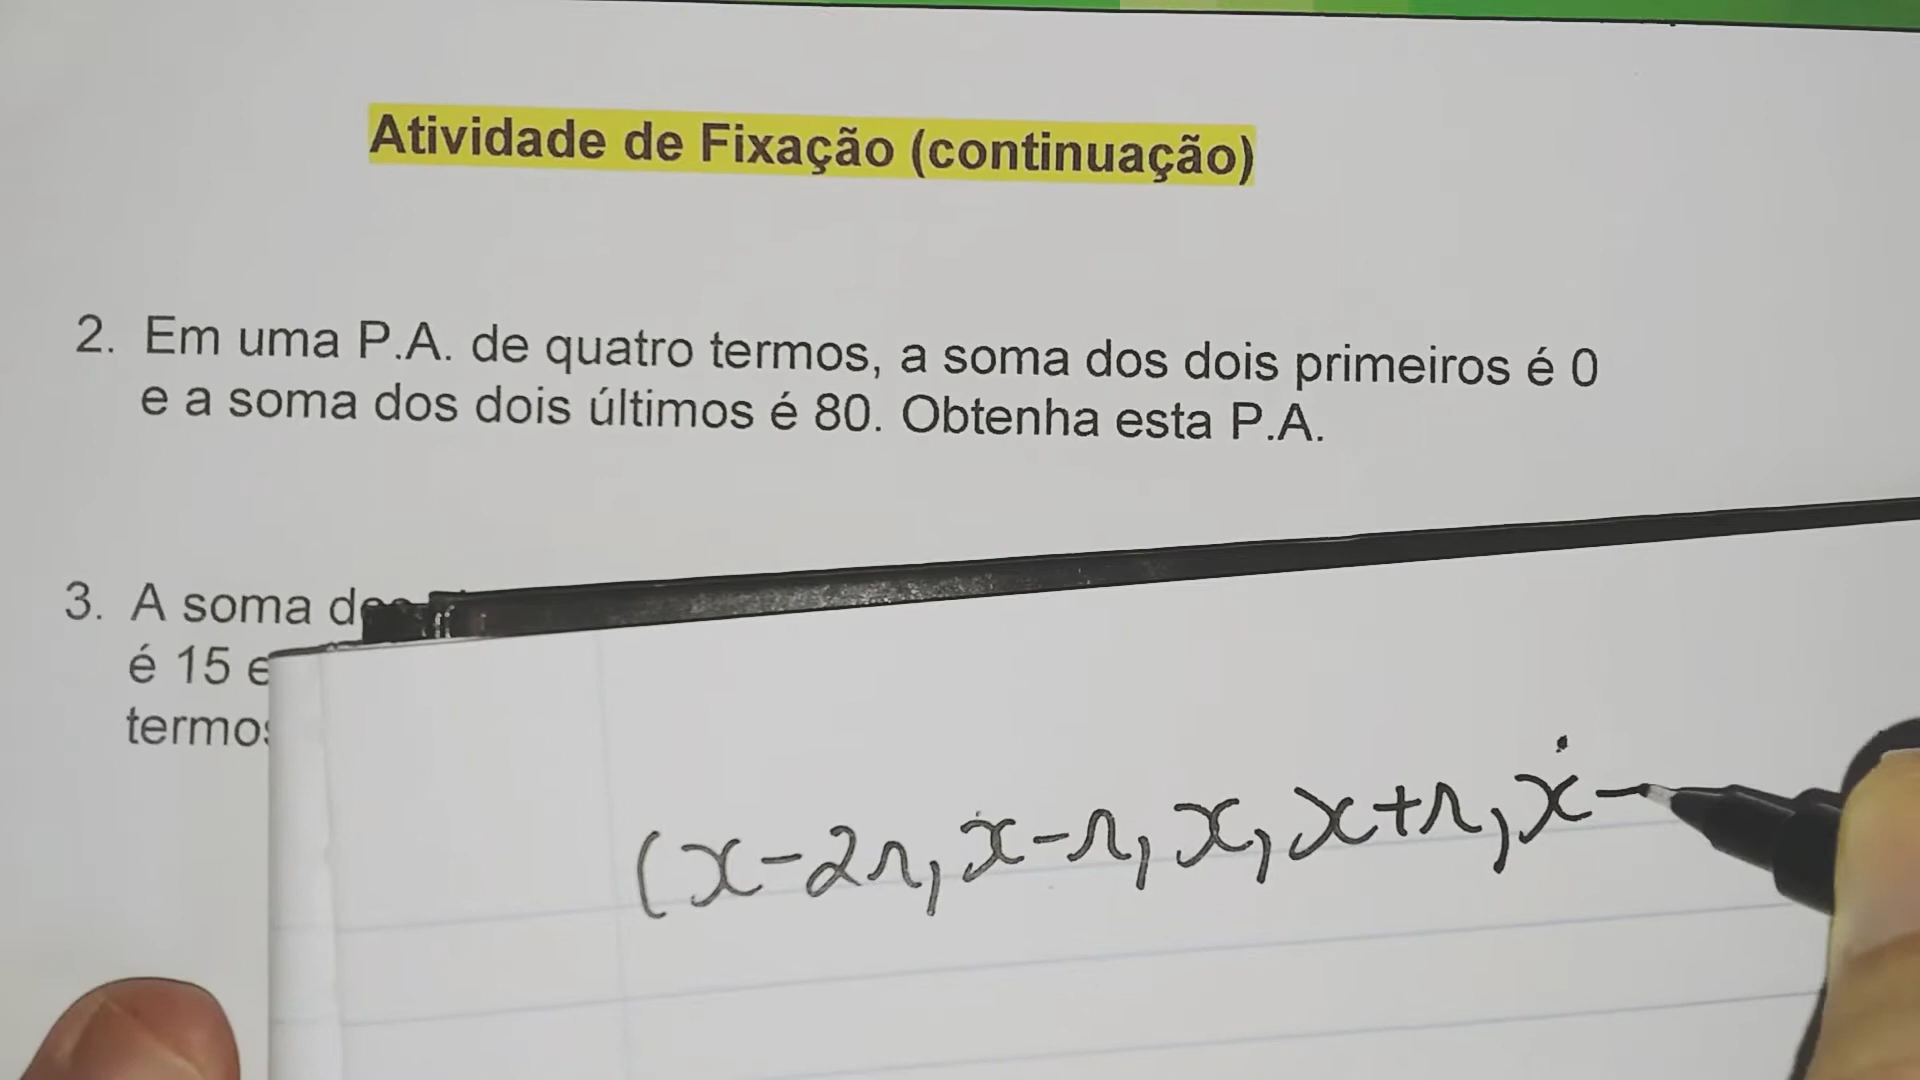 Atividade de Fixação (continuação)
2. Em uma P.A. de quatro termos, a soma dos dois primeiros é 0
e a soma dos dois últimos é 80. Obtenha esta P.A.
3. A soma
é 15 e
termos
(x-2r, x-r, x, x+r, x-